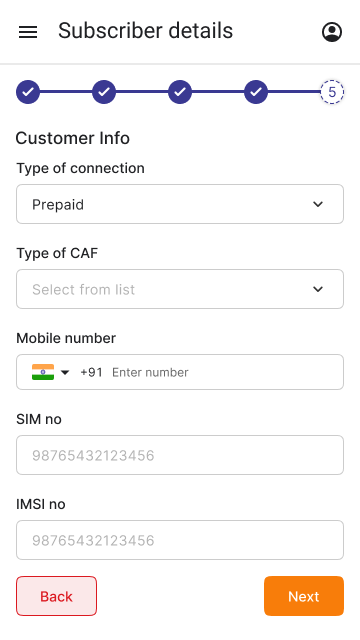 Subscriber details
5
Customer Info
Type of connection
Prepaid
Type of CAF
Select from list
Mobile number
+91 Enter number
SIM no
98765432123456
IMSI no
98765432123456
Back Next